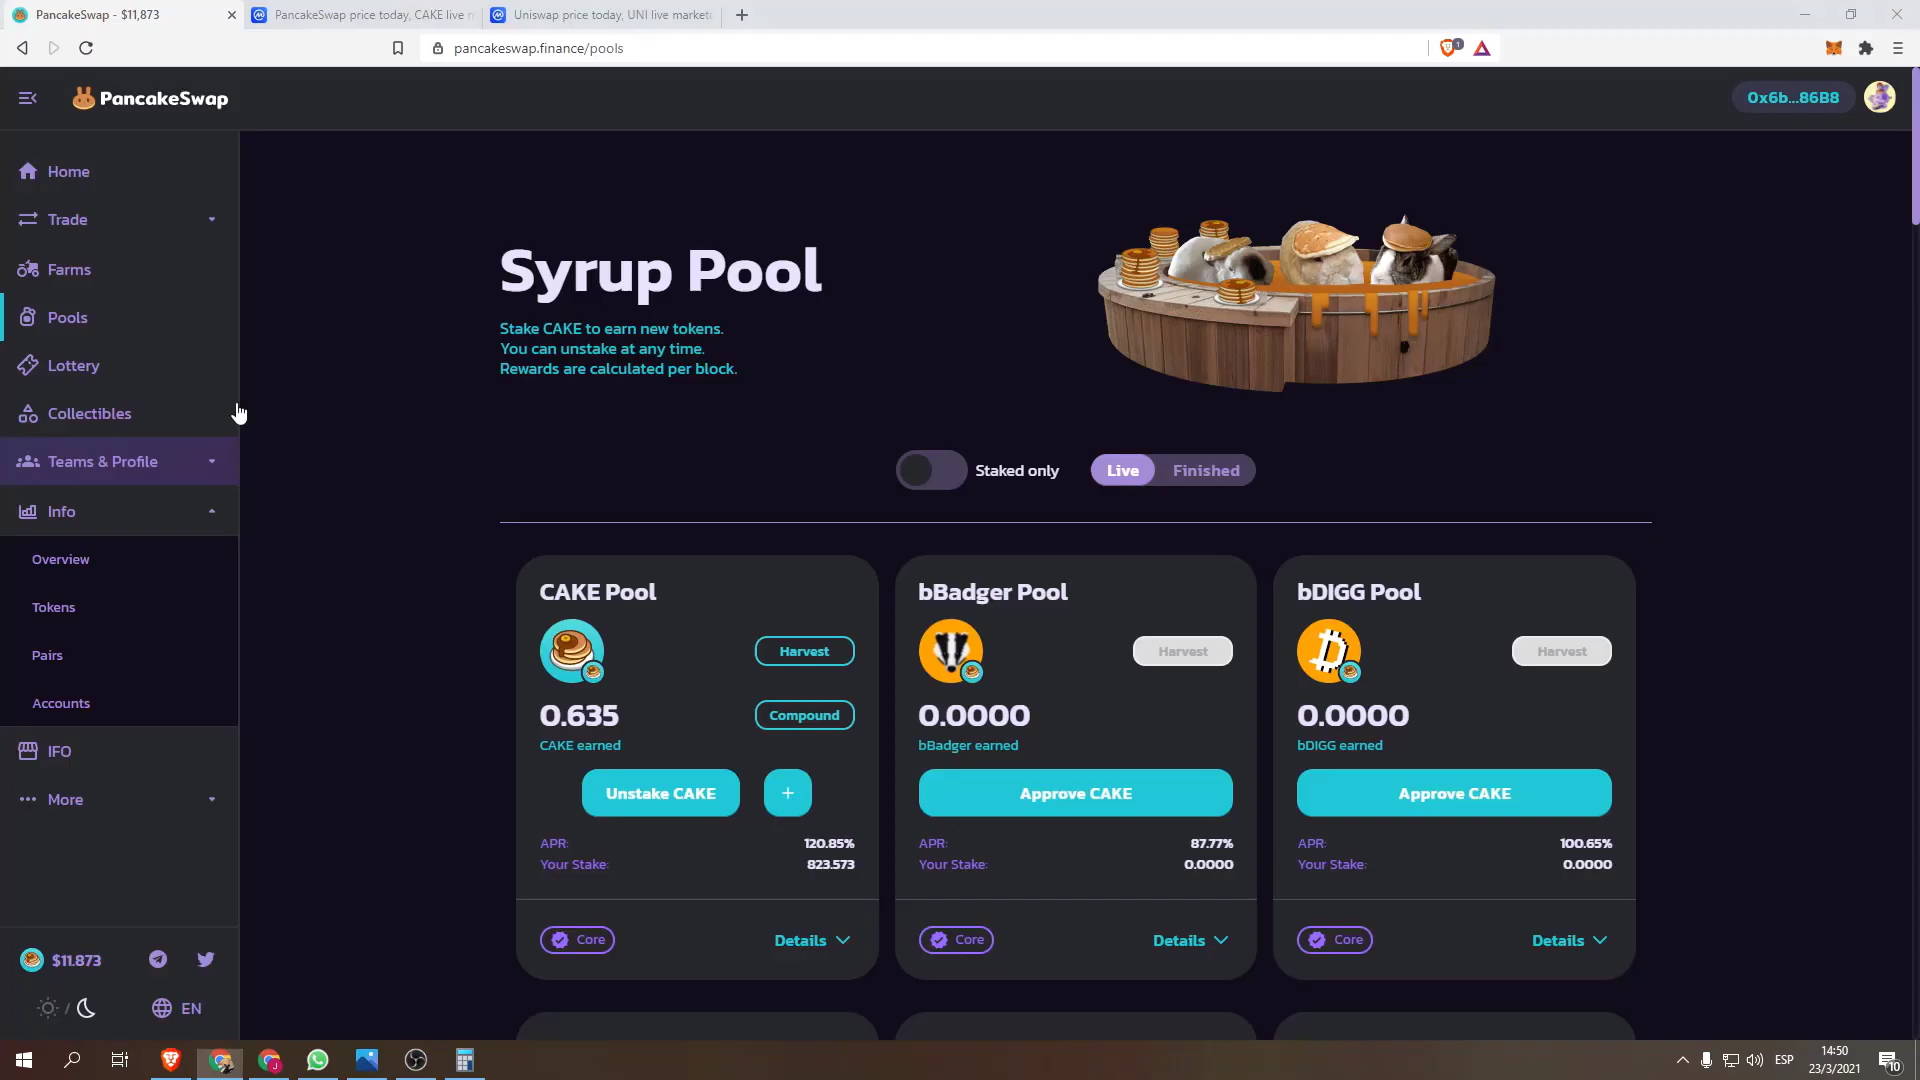 PancakeSwap - $11,873
PancakeSwap price today, CAKE live m
Uniswap price today, UNI live marketc
pancakeswap.finance/pools
1
PancakeSwap
0x6b...86B8
Home
Trade
Farms
Pools
Lottery
Collectibles
Teams & Profile
Info
Overview
Tokens
Pairs
Accounts
IFO
More
$11.873
EN
Syrup Pool
Stake CAKE to earn new tokens.
You can unstake at any time.
Rewards are calculated per block.
Staked only
Live
Finished
CAKE Pool
Harvest
0.635
Compound
CAKE earned
Unstake CAKE
+
APR:
120.85%
Your Stake:
823.573
Core
Details
bBadger Pool
Harvest
0.0000
bBadger earned
Approve CAKE
APR:
87.77%
Your Stake:
0.0000
Core
Details
bDIGG Pool
Harvest
0.0000
bDIGG earned
Approve CAKE
APR:
100.65%
Your Stake:
0.0000
Core
Details
ESP
14:50
23/3/2021
10